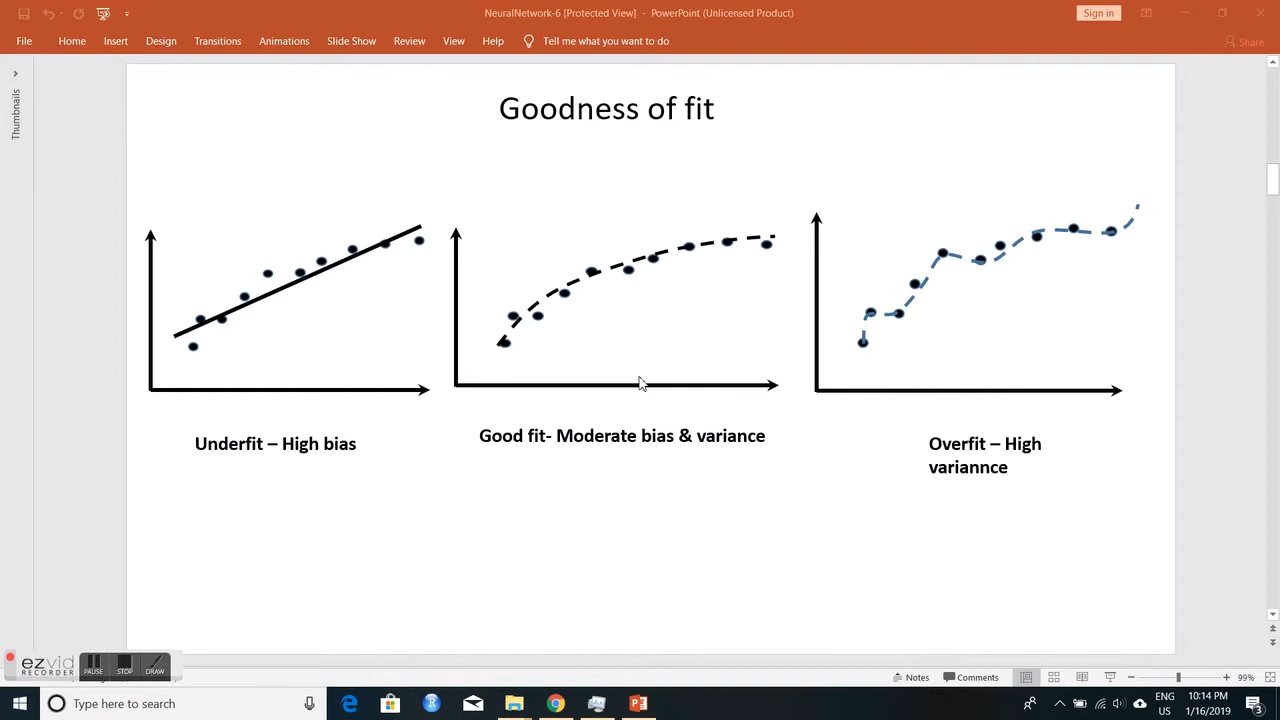 NeuralNetwork-6 [Protected View] - PowerPoint (Unlicensed Product)
Sign in
File Home Insert Design Transitions Animations Slide Show Review View Help Tell me what you want to do
Share
Thumbnails
Goodness of fit
Underfit – High bias
Good fit- Moderate bias & variance
Overfit – High
variannce
ezvid
RECORDER
PAUSE STOP DRAW
Notes Comments 99%
Type here to search
ENG 10:14 PM
US 1/16/2019
3